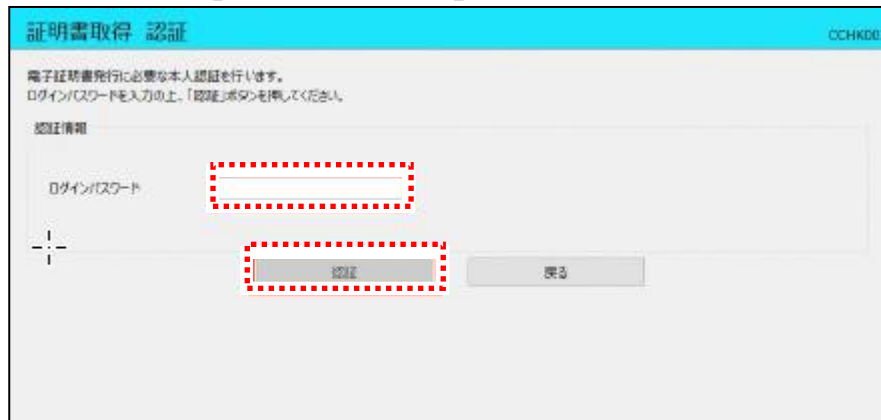 証明書取得 認証
CCHK00
電子証明書発行に必要な本人認証を行います。
ログインパスワードを入力の上、「認証」ボタンを押してください。
認証情報
ログインパスワード
認証
戻る